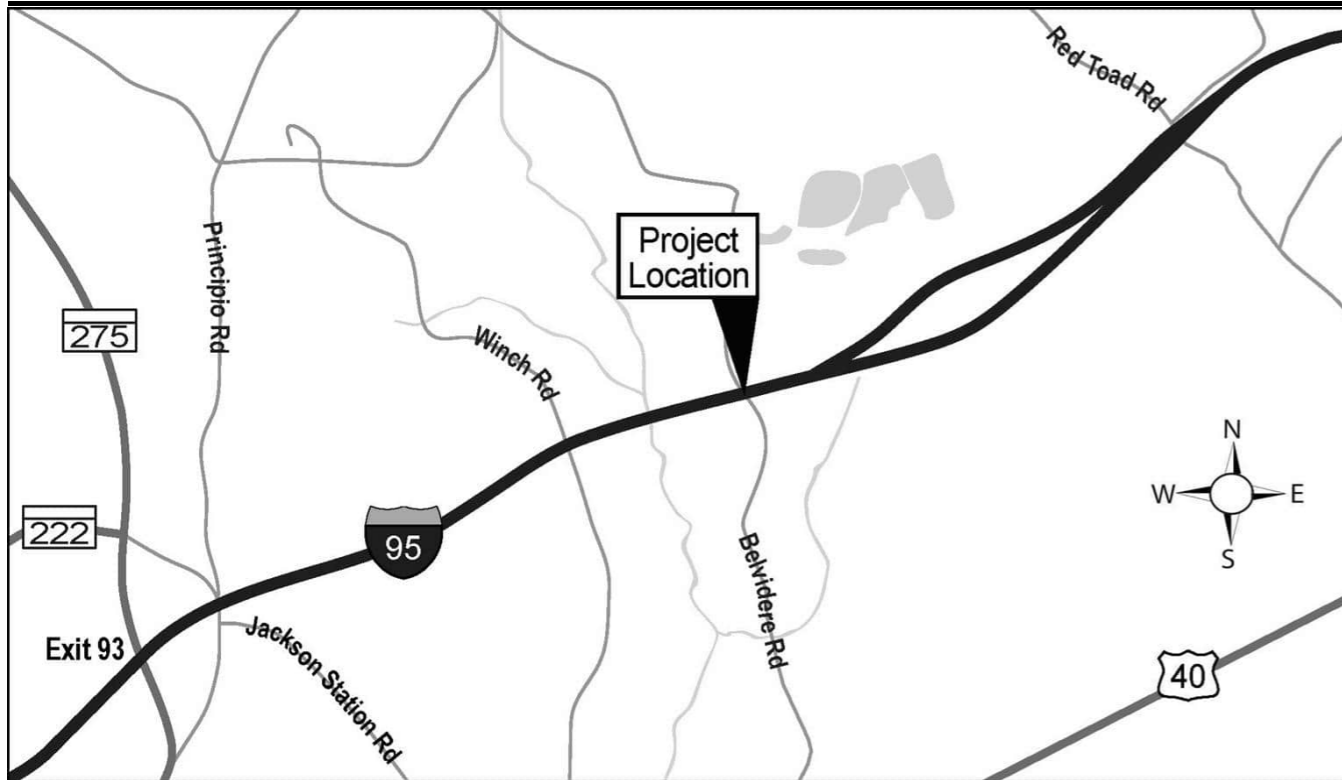 Red Toad Rd
Principio Rd
Project
Location
275
Winch Rd
N
W
E
S
222
95
Belvidere Rd
Exit 93
Jackson Station Rd
40